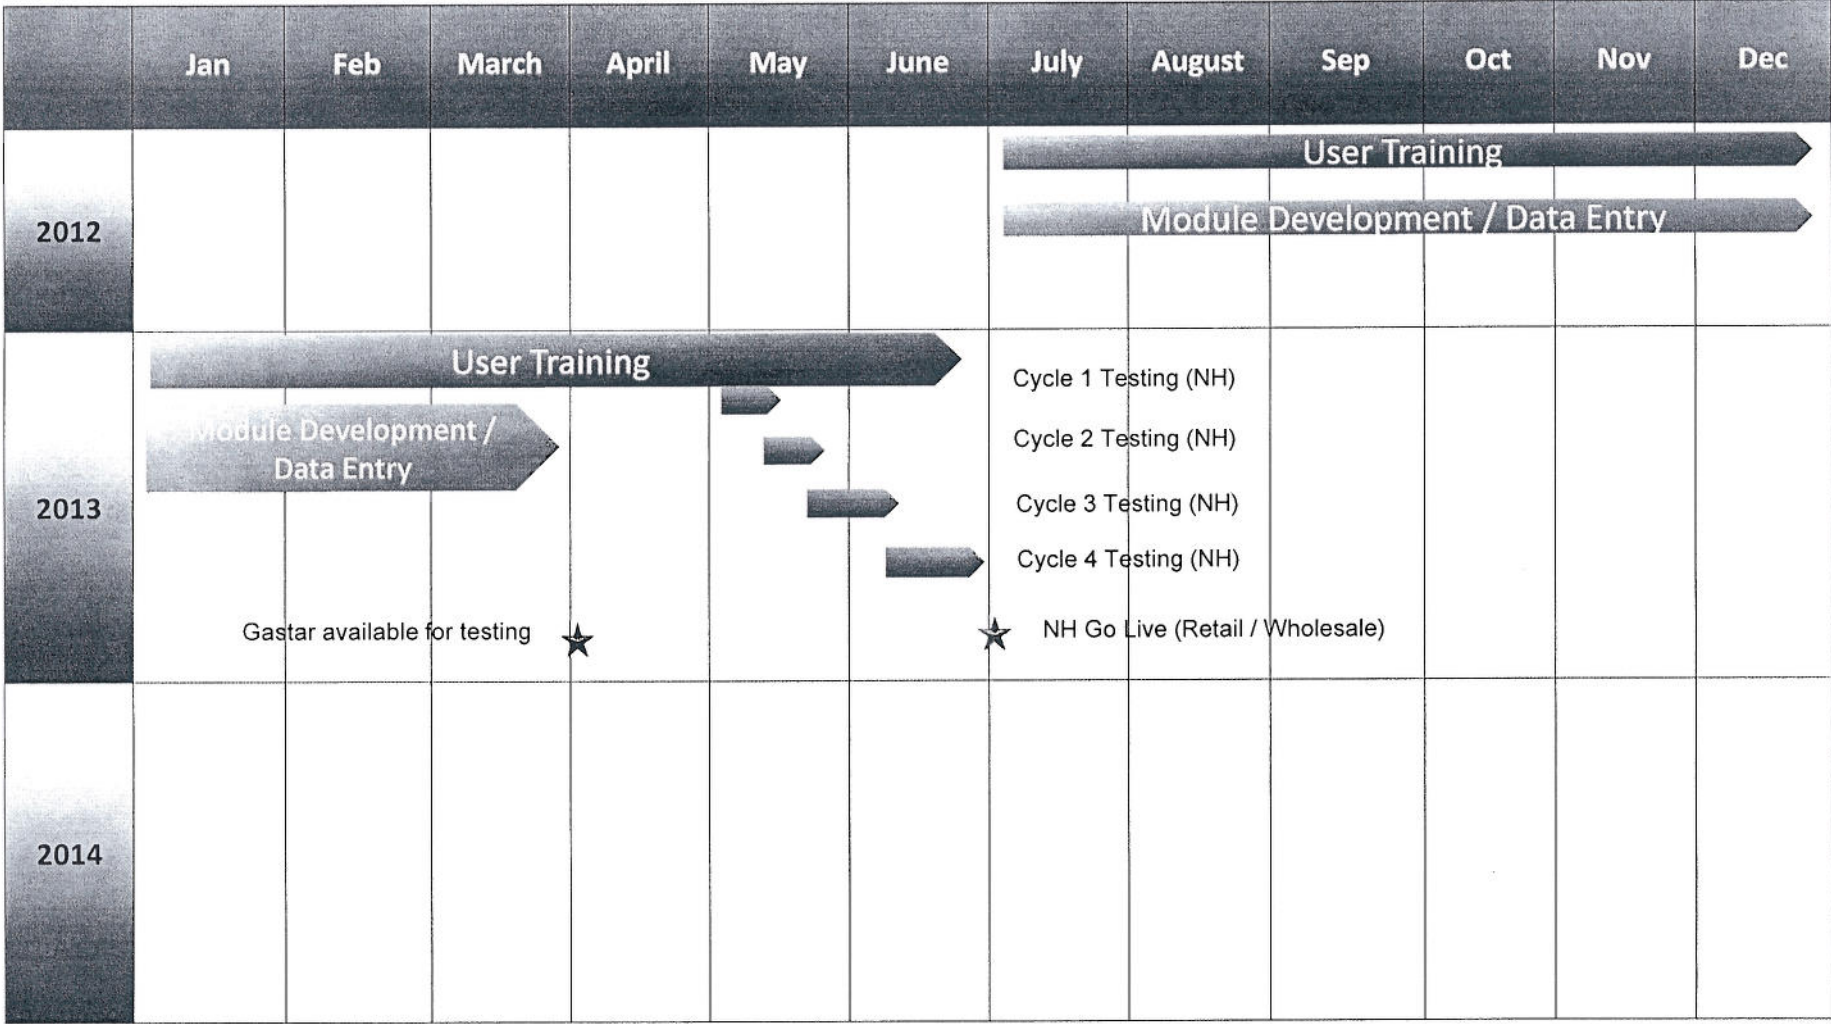 Jan Feb March April May June July August Sep Oct Nov Dec
2012
User Training
Module Development / Data Entry
2013
User Training
Module Development /
Data Entry
Cycle 1 Testing (NH)
Cycle 2 Testing (NH)
Cycle 3 Testing (NH)
Cycle 4 Testing (NH)
Gastar available for testing
NH Go Live (Retail / Wholesale)
2014